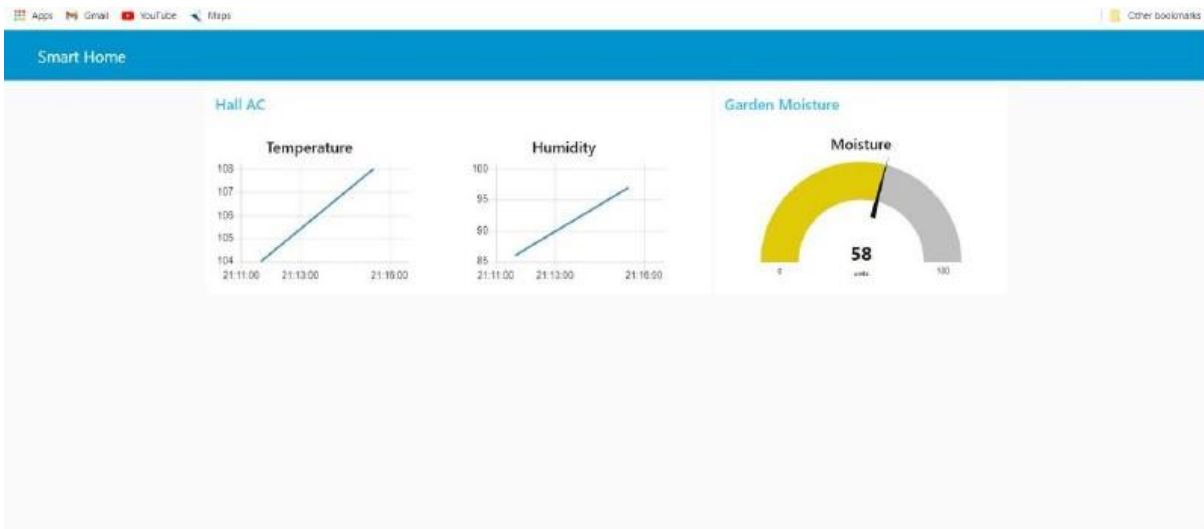 Apps Gmail YouTube Maps Other bookmarks
Smart Home
Hall AC
Temperature
108
107
106
105
104
21:11:00 21:13:00 21:16:00
Humidity
100
95
90
85
21:11:00 21:13:00 21:16:00
Garden Moisture
Moisture
58
0 units 100